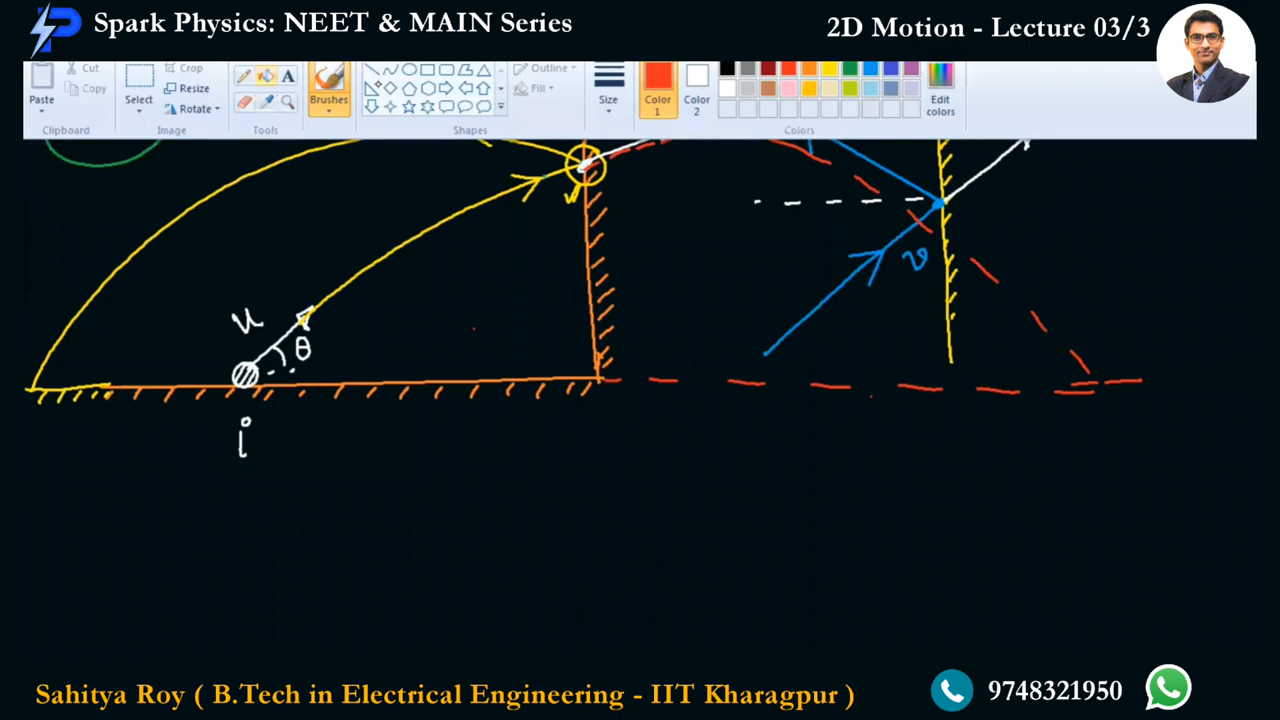 Spark Physics: NEET & MAIN Series
2D Motion - Lecture 03/3
Paste
Cut
Copy
Clipboard
Select
Crop
Resize
Rotate
Image
A
Tools
Brushes
Shapes
Outline
Fill
Size
Color
1
Color
2
Colors
Edit
colors
u
θ
v
i
Sahitya Roy ( B.Tech in Electrical Engineering - IIT Kharagpur )
9748321950